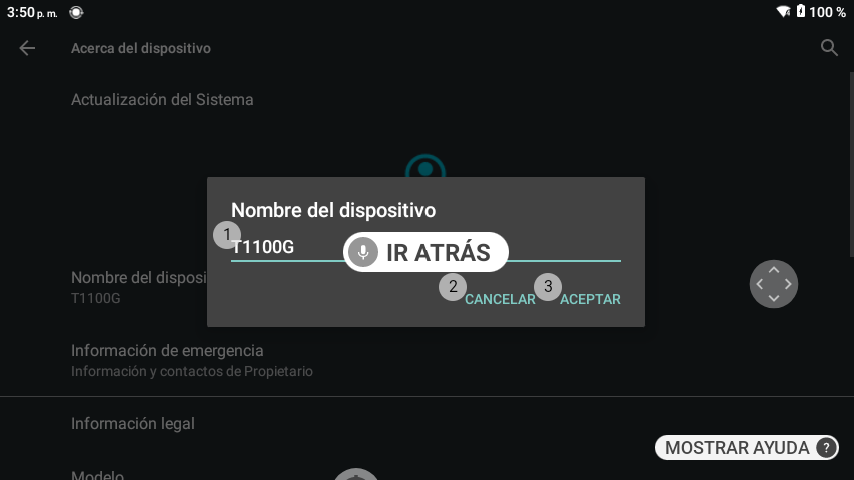 3:50 p. m.
100 %
Acerca del dispositivo
Actualización del Sistema
Nombre del dispositivo
1
T1100G
IR ATRÁS
2
CANCELAR
3
ACEPTAR
Nombre del disposi
T1100G
Información de emergencia
Información y contactos de Propietario
Información legal
MOSTRAR AYUDA ?
Modelo